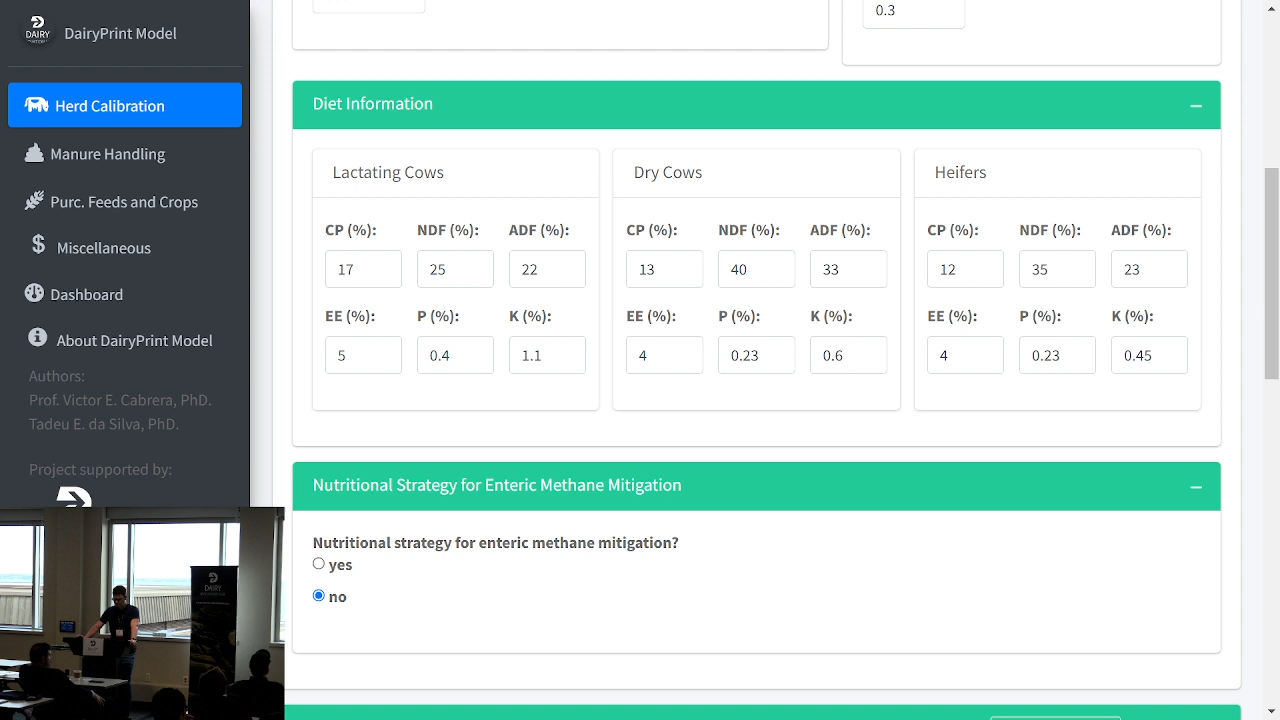 DAIRY
DairyPrint Model
Herd Calibration
Manure Handling
Purc. Feeds and Crops
Miscellaneous
Dashboard
About DairyPrint Model
Authors:
Prof. Victor E. Cabrera, PhD.
Tadeu E. da Silva, PhD.
Project supported by:
0.3
Diet Information
Lactating Cows
CP (%): NDF (%): ADF (%):
17 25 22
EE (%): P (%): K (%):
5 0.4 1.1
Dry Cows
CP (%): NDF (%): ADF (%):
13 40 33
EE (%): P (%): K (%):
4 0.23 0.6
Heifers
CP (%): NDF (%): ADF (%):
12 35 23
EE (%): P (%): K (%):
4 0.23 0.45
Nutritional Strategy for Enteric Methane Mitigation
Nutritional strategy for enteric methane mitigation?
yes
no
DAIRY